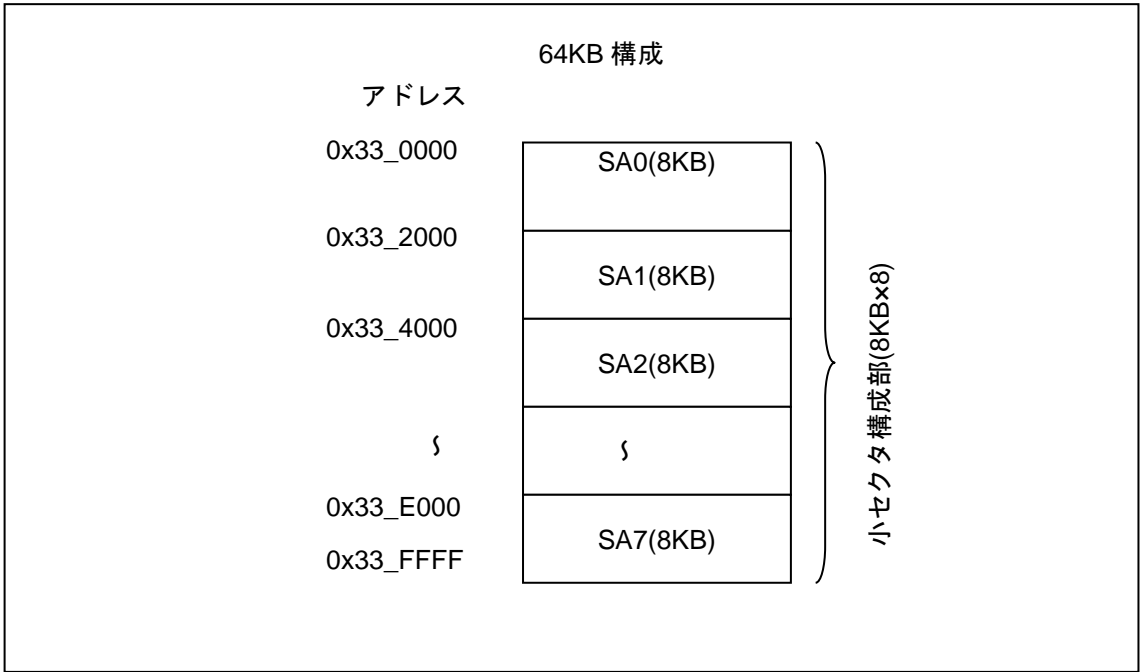 64KB 構成
アドレス
0x33_0000
SA0(8KB)
0x33_2000
SA1(8KB)
0x33_4000
SA2(8KB)
〜
〜
0x33_E000
SA7(8KB)
0x33_FFFF
小セクタ構成部(8KB×8)